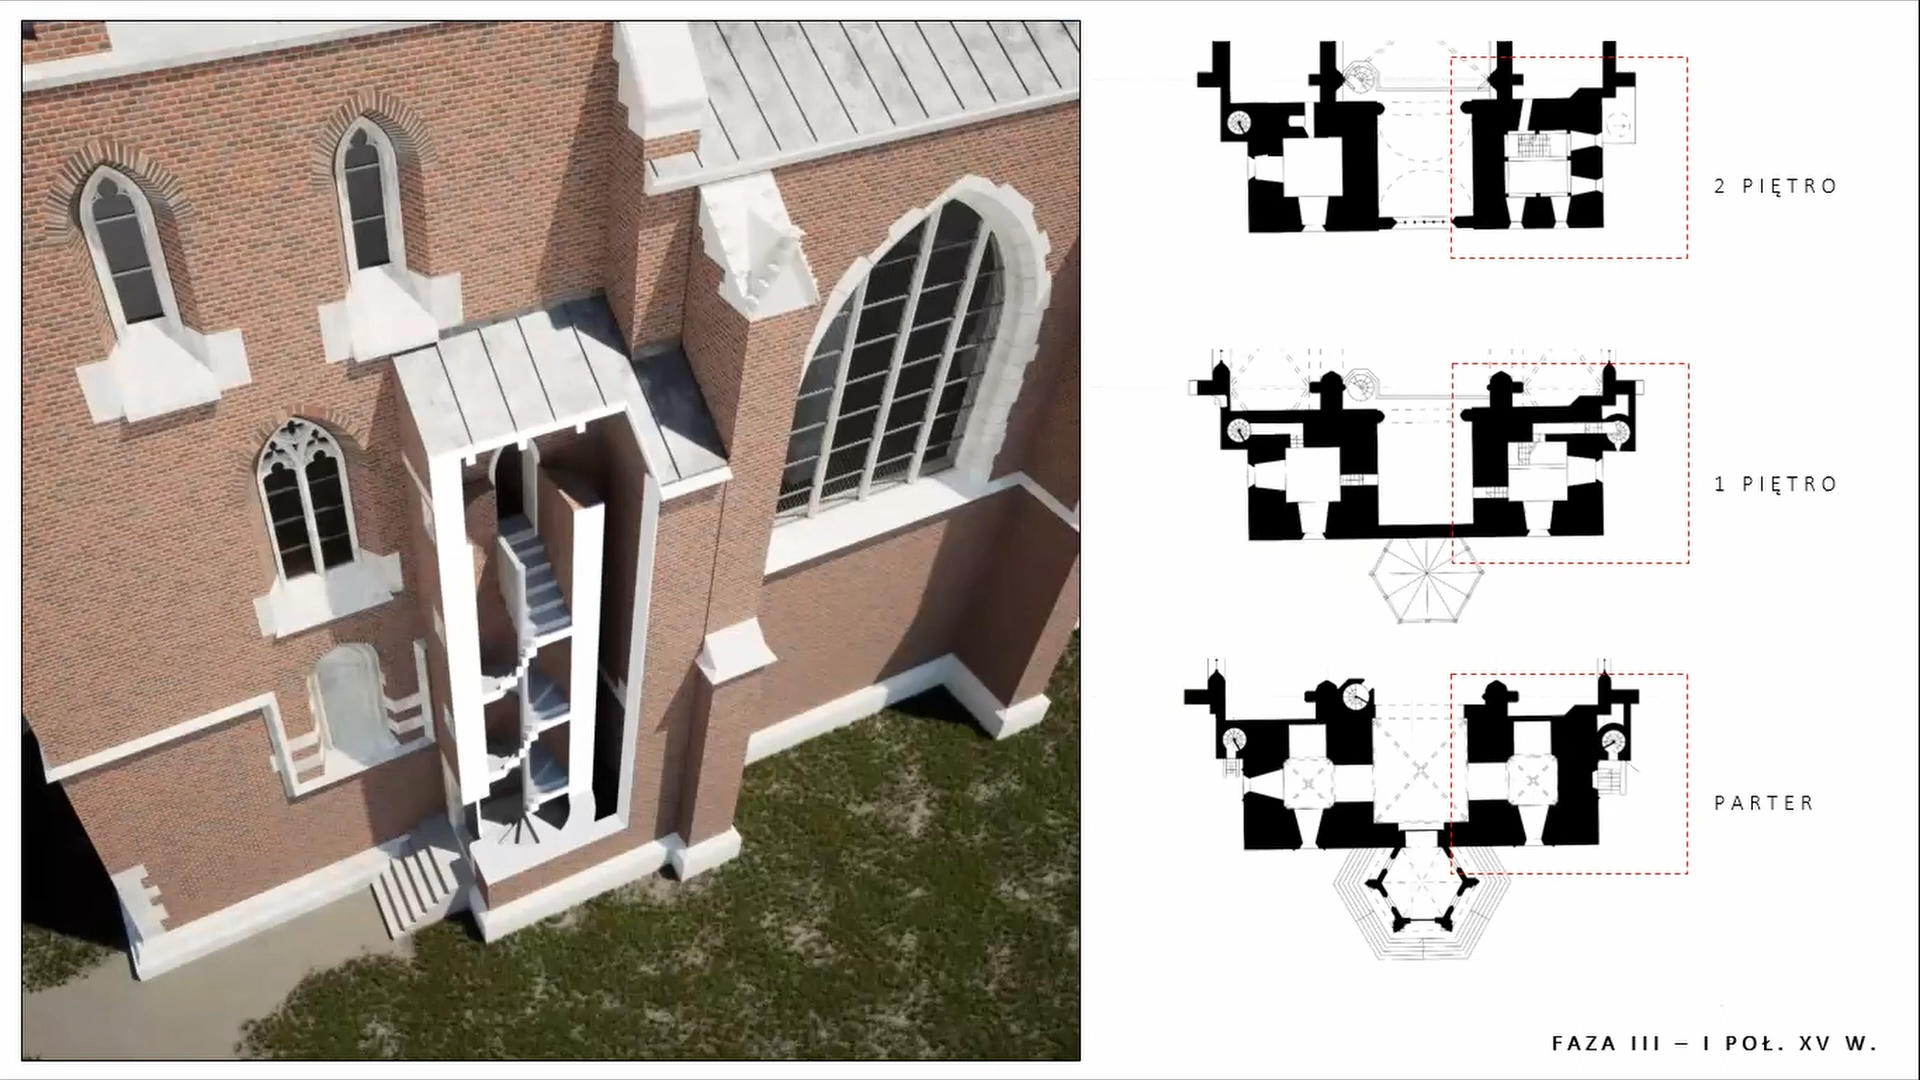 2 PIĘTRO
1 PIĘTRO
PARTER
FAZA III – I POŁ. XV W.